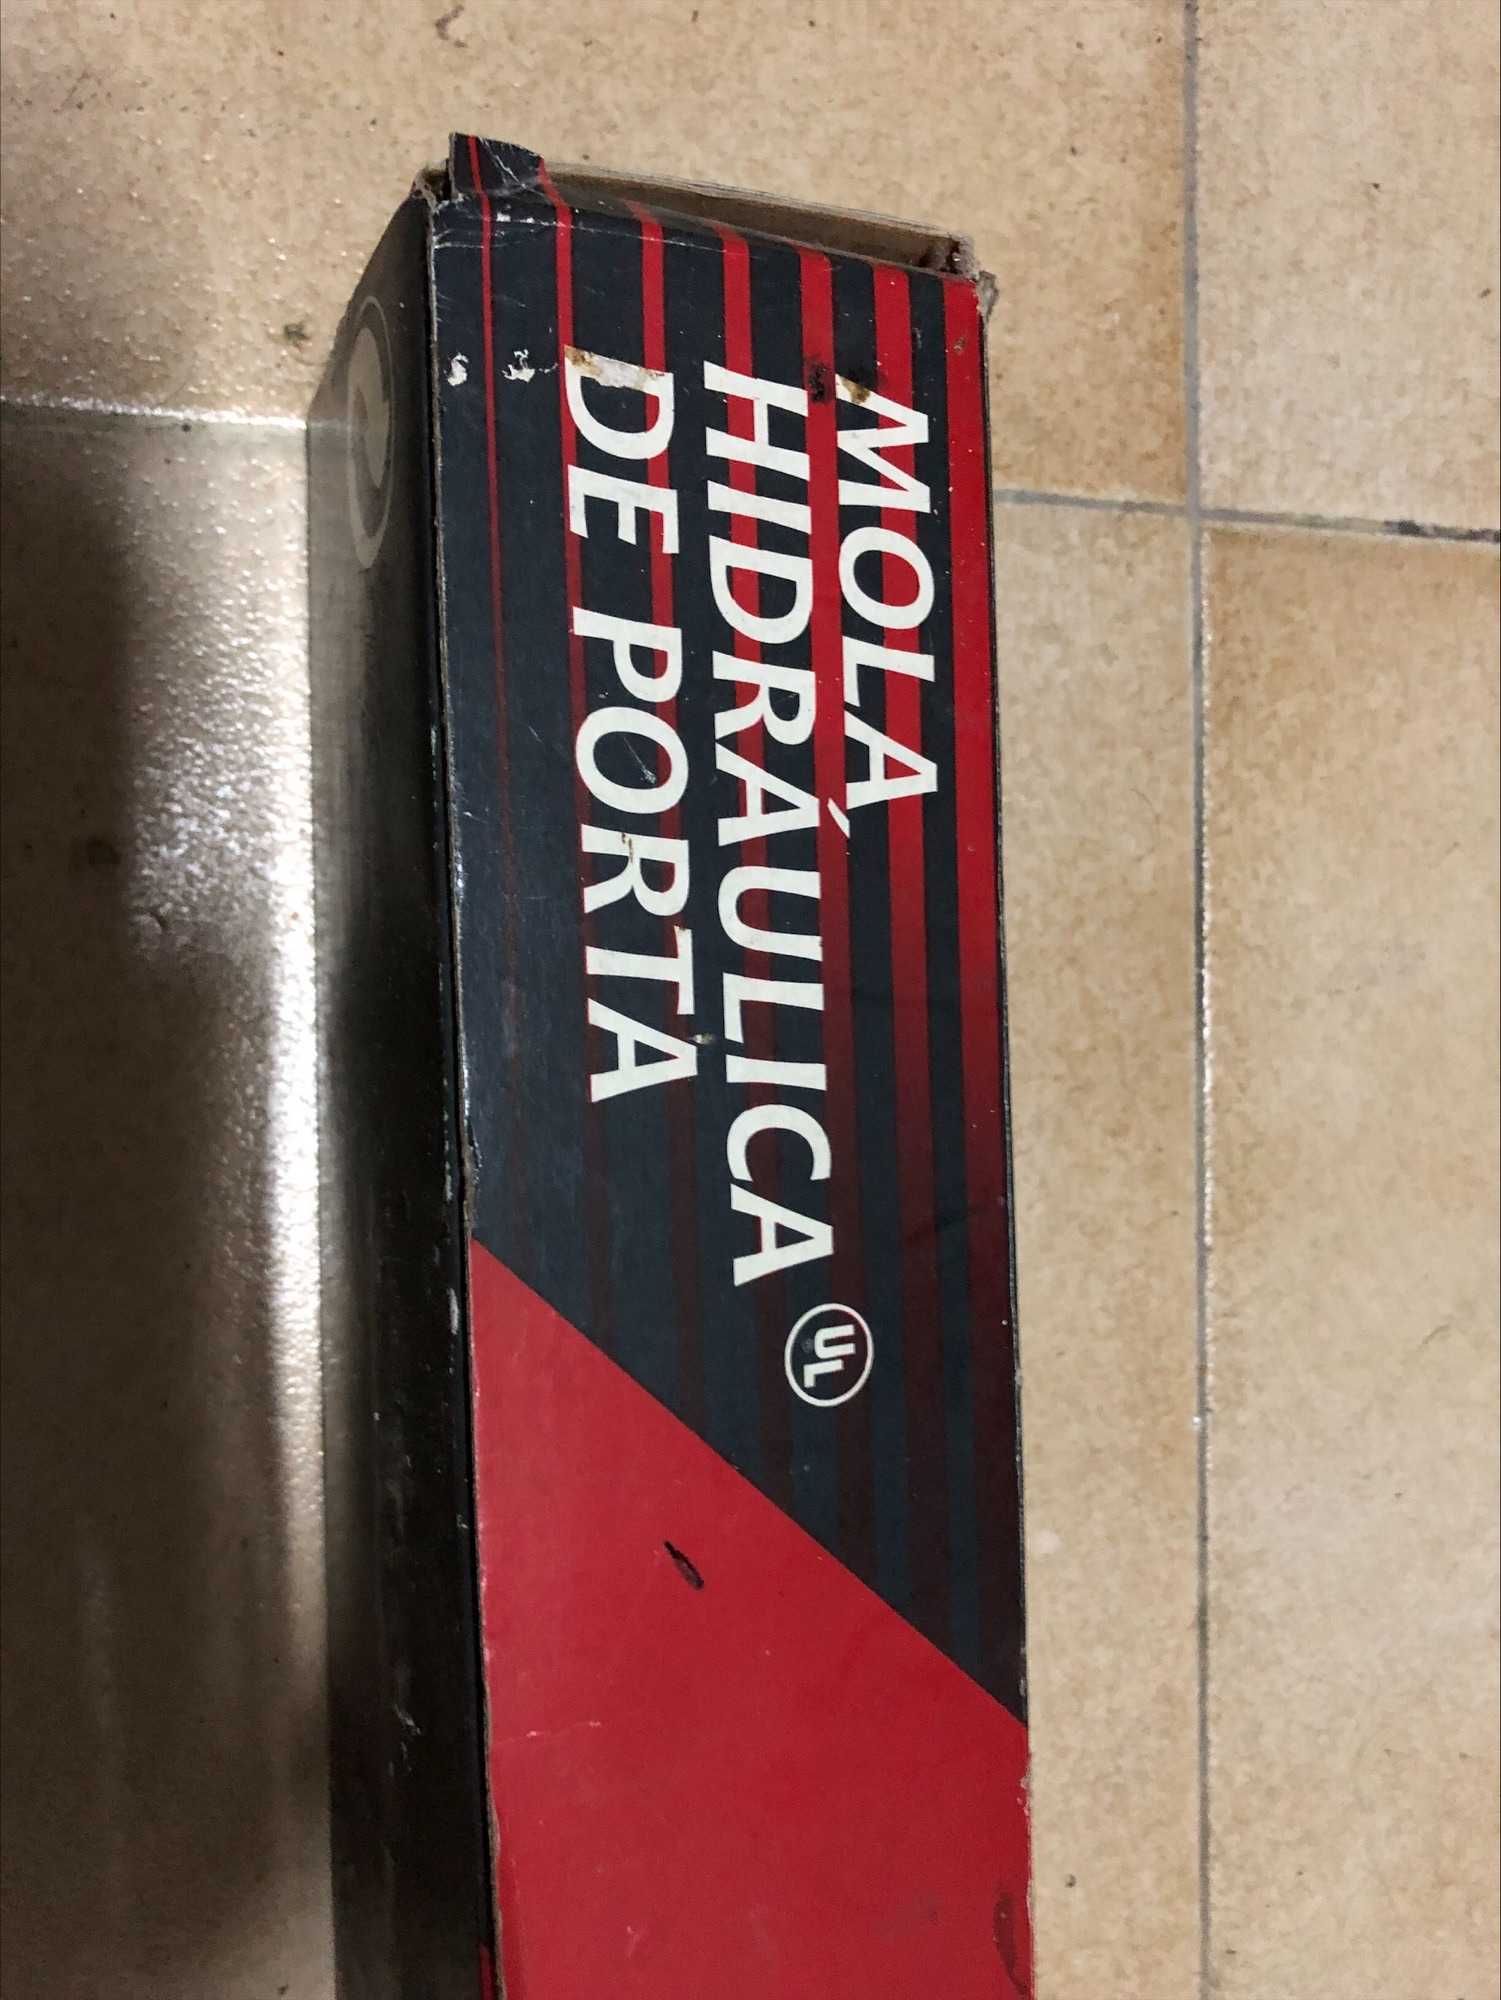 MOLA
HIDRÁULICA
DE PORTA
UL